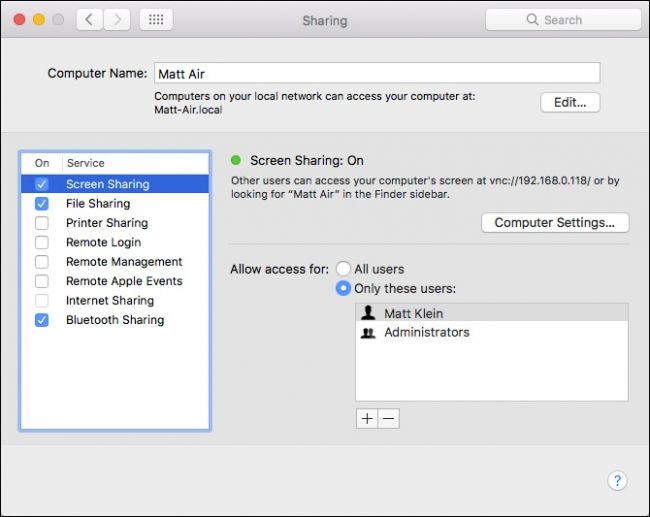 Sharing
Search
Computer Name: Matt Air
Computers on your local network can access your computer at:
Matt-Air.local
Edit...
On Service
Screen Sharing
File Sharing
Printer Sharing
Remote Login
Remote Management
Remote Apple Events
Internet Sharing
Bluetooth Sharing
Screen Sharing: On
Other users can access your computer's screen at vnc://192.168.0.118/ or by
looking for “Matt Air” in the Finder sidebar.
Computer Settings...
Allow access for: All users
Only these users:
Matt Klein
Administrators
+ −
?